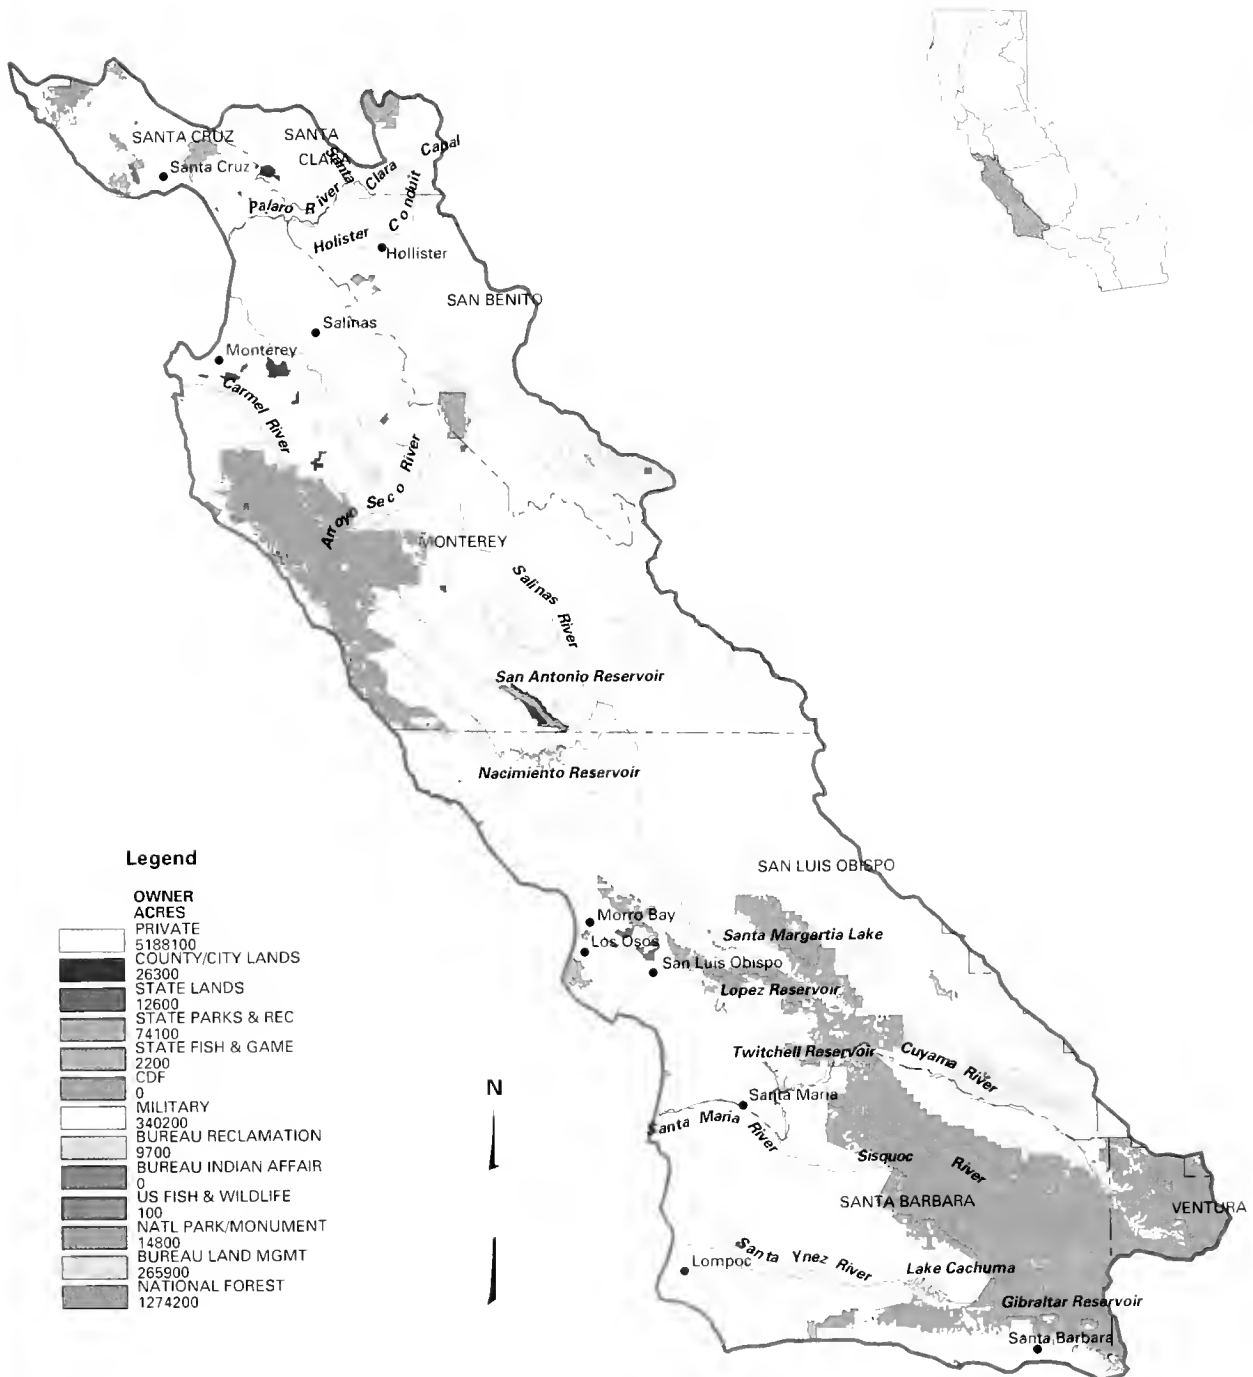 SANTA CRUZ
SANTA
CLARA
Santa Cruz
Santa
Clara
Canal
Pajaro River
Holister
Conduit
Hollister
SAN BENITO
Salinas
Monterey
Carmel River
Arroyo Seco River
MONTEREY
Salinas River
San Antonio Reservoir
Nacimiento Reservoir
SAN LUIS OBISPO
Morro Bay
Los Osos
Santa Margartia Lake
San Luis Obispo
Lopez Reservoir
Twitchell Reservoir
Cuyama River
Santa Maria
Santa Maria River
Sisquoc River
SANTA BARBARA
VENTURA
Santa Ynez River
Lompoc
Lake Cachuma
Gibraltar Reservoir
Santa Barbara
N
Legend
OWNER
ACRES
PRIVATE
5188100
COUNTY/CITY LANDS
26300
STATE LANDS
12600
STATE PARKS & REC
74100
STATE FISH & GAME
2200
CDF
0
MILITARY
340200
BUREAU RECLAMATION
9700
BUREAU INDIAN AFFAIR
0
US FISH & WILDLIFE
100
NATL PARK/MONUMENT
14800
BUREAU LAND MGMT
265900
NATIONAL FOREST
1274200